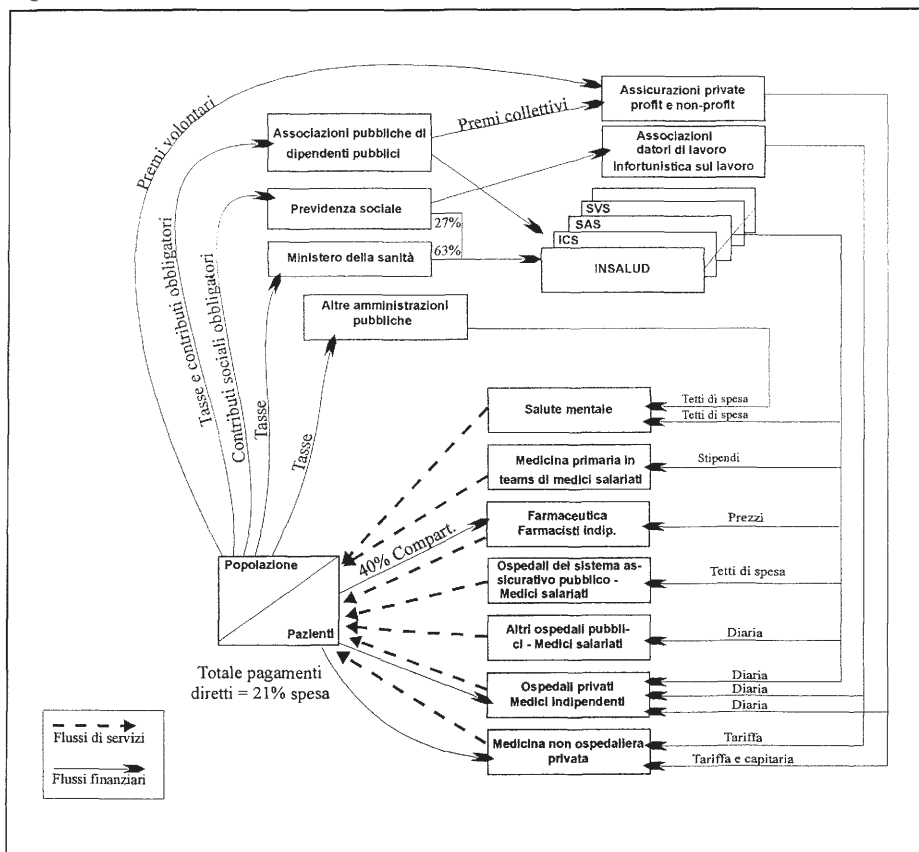 Assicurazioni private
profit e non-profit
Premi volontari
Premi collettivi
Associazioni pubbliche di
dipendenti pubblici
Associazioni
datori di lavoro
Infortunistica sul lavoro
Previdenza sociale
27%
SVS
SAS
ICS
INSALUD
Ministero della sanità
63%
Tasse e contributi obbligatori
Contributi sociali obbligatori
Tasse
Tasse
Altre amministrazioni
pubbliche
Salute mentale
Tetti di spesa
Tetti di spesa
Medicina primaria in
teams di medici salariati
Stipendi
Farmaceutica
Farmacisti indip.
Prezzi
40% Compart.
Popolazione
Pazienti
Ospedali del sistema as-
sicurativo pubblico -
Medici salariati
Tetti di spesa
Altri ospedali pubbli-
ci - Medici salariati
Diaria
Totale pagamenti
diretti = 21% spesa
Ospedali privati
Medici indipendenti
Diaria
Diaria
Diaria
Medicina non ospedaliera
privata
Tariffa
Tariffa e capitaria
Flussi di servizi
Flussi finanziari